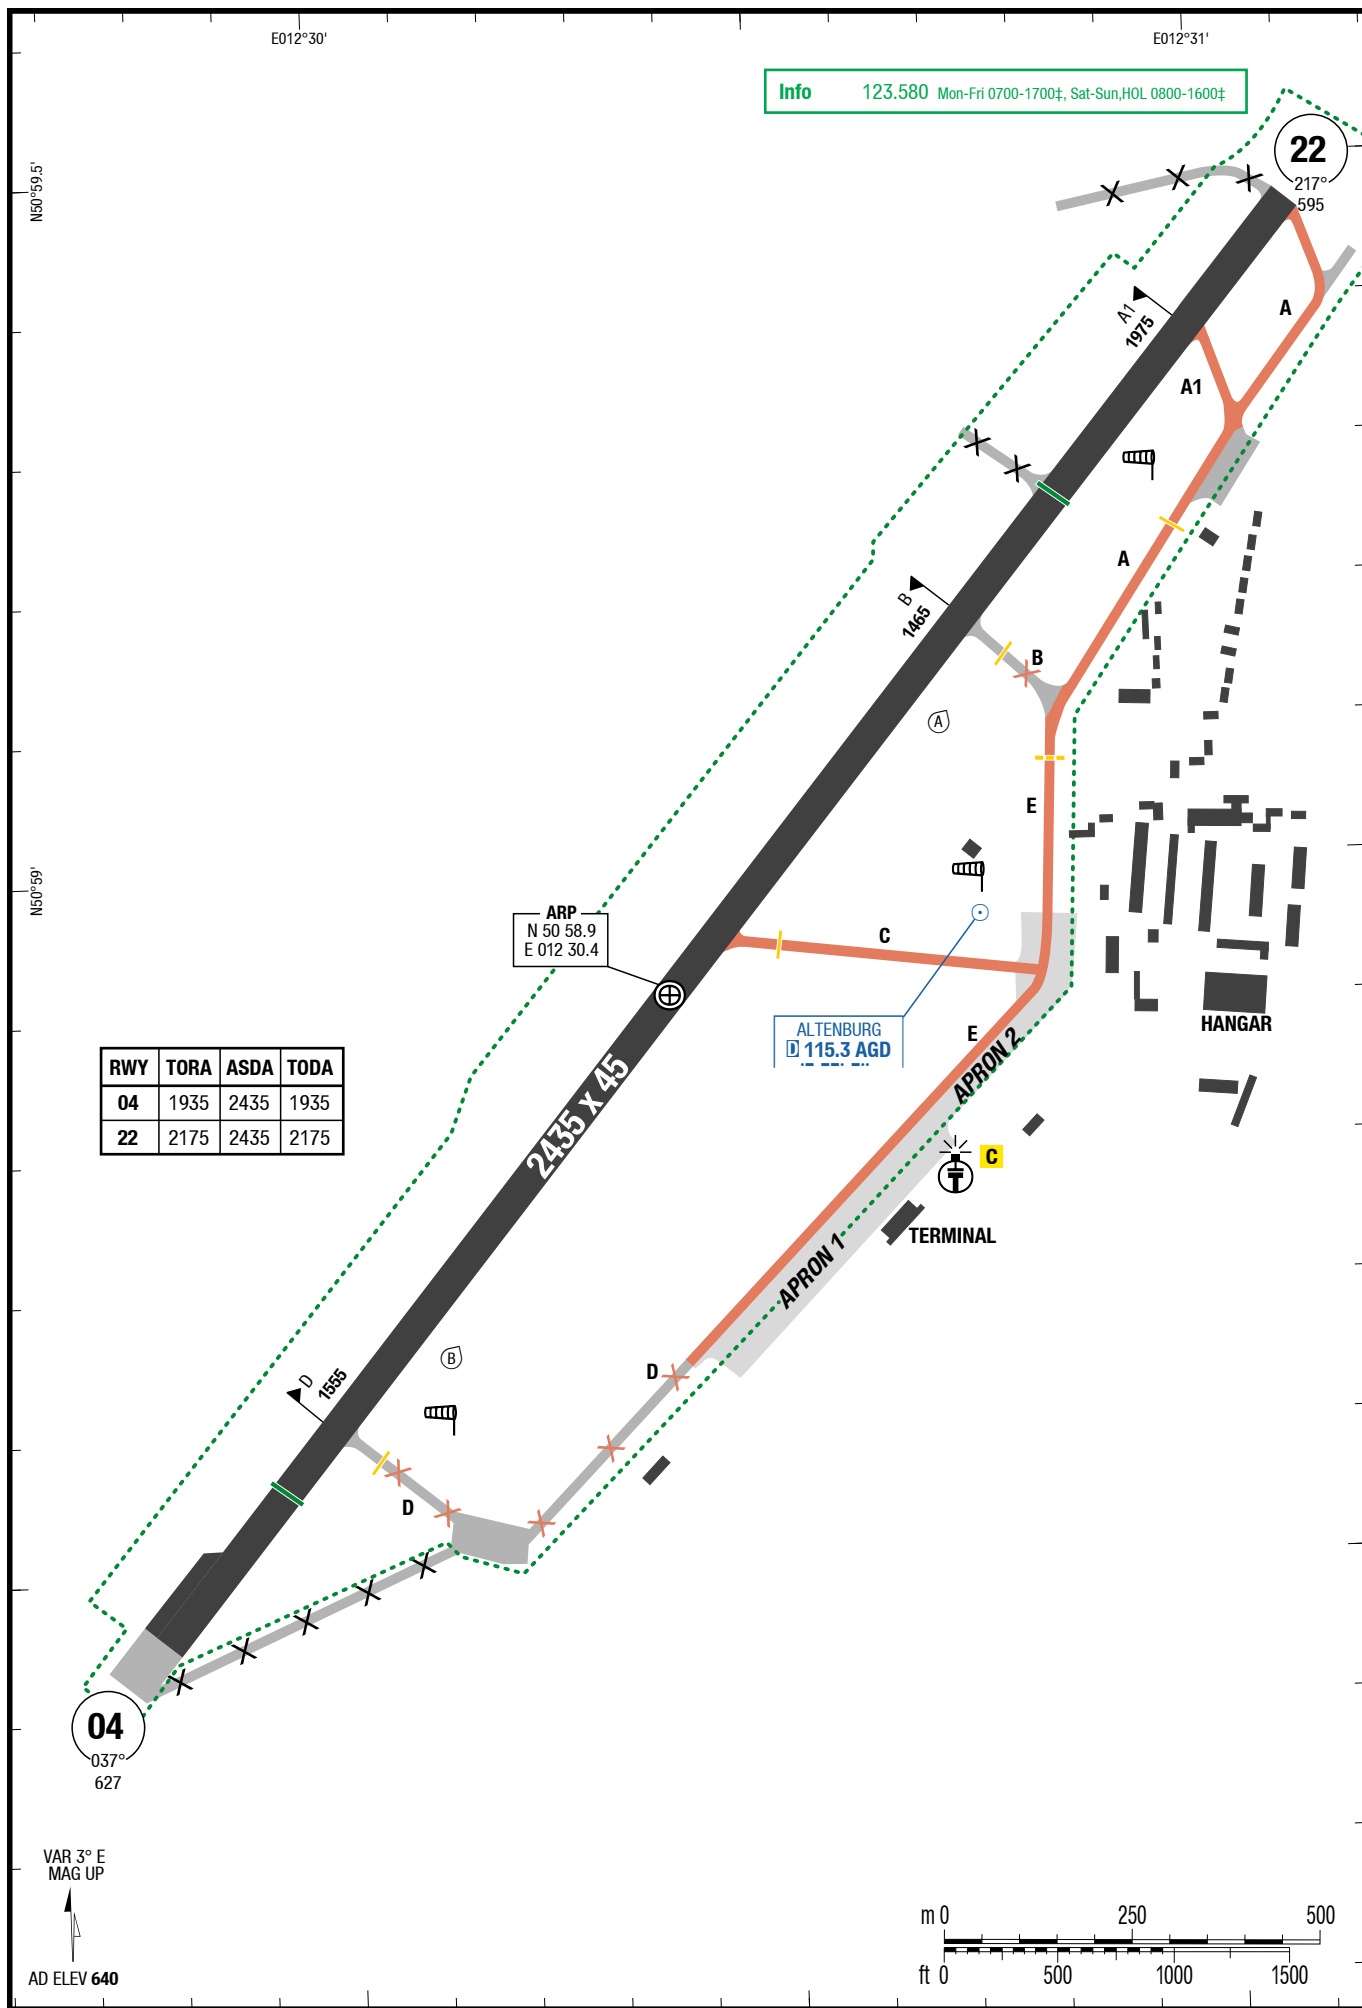 E012°30'
E012°31'
Info 123.580 Mon-Fri 0700-1700‡, Sat-Sun,HOL 0800-1600‡
22
217°
595
N50°59.5'
A
A1
1975
A1
A
B
1465
B
A
E
N50°59'
ARP
N 50 58.9
E 012 30.4
C
HANGAR
ALTENBURG
D 115.3 AGD
E
APRON 2
2435 x 45
RWY TORA ASDA TODA
04 1935 2435 1935
22 2175 2435 2175
C
TERMINAL
APRON 1
B
D
1555
D
D
04
037°
627
VAR 3° E
MAG UP
AD ELEV 640
m 0 250 500
ft 0 500 1000 1500